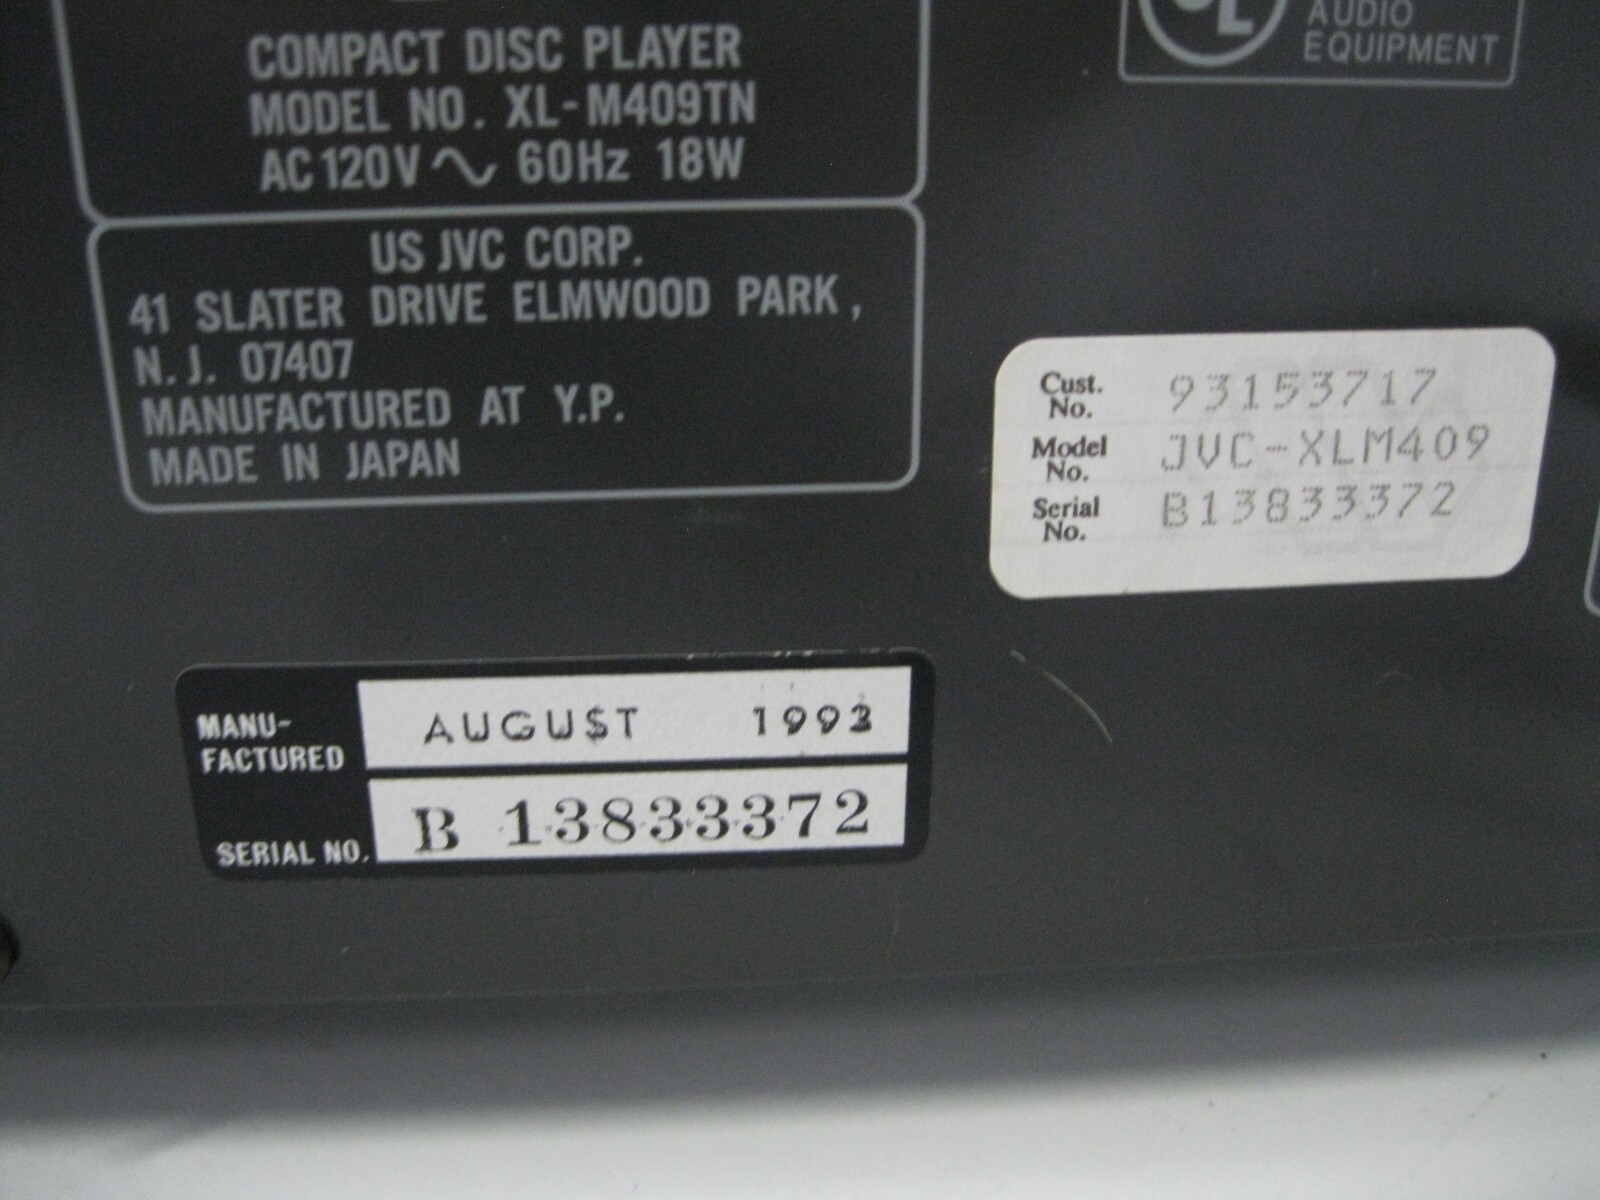 COMPACT DISC PLAYER
MODEL NO. XL-M409TN
AC 120V ∿ 60Hz 18W
US JVC CORP.
41 SLATER DRIVE ELMWOOD PARK,
N.J. 07407
MANUFACTURED AT Y.P.
MADE IN JAPAN
UL
AUDIO
EQUIPMENT
Cust. No. 93153717
Model No. JVC-XLM409
Serial No. B13833372
MANU-
FACTURED AUGUST
SERIAL NO. B 13833372